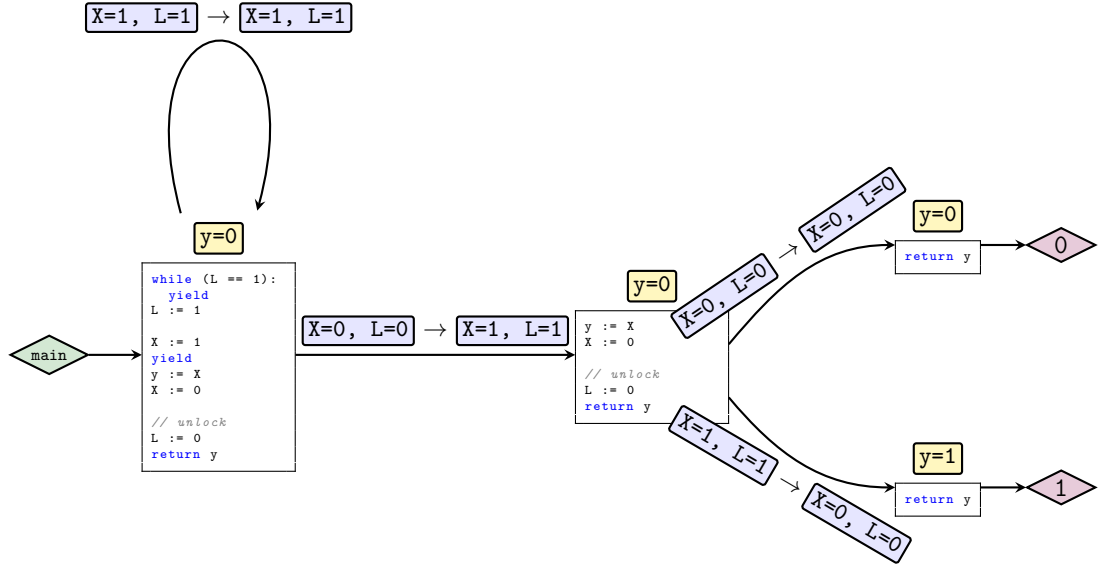 X=1, L=1 → X=1, L=1
y=0
while (L == 1):
yield
L := 1
X := 1
yield
y := X
X := 0
// unlock
L := 0
return y
main
X=0, L=0 → X=1, L=1
y=0
y := X
X := 0
// unlock
L := 0
return y
X=0, L=0 → X=0, L=0
y=0
return y
0
X=1, L=1 → X=0, L=0
y=1
return y
1